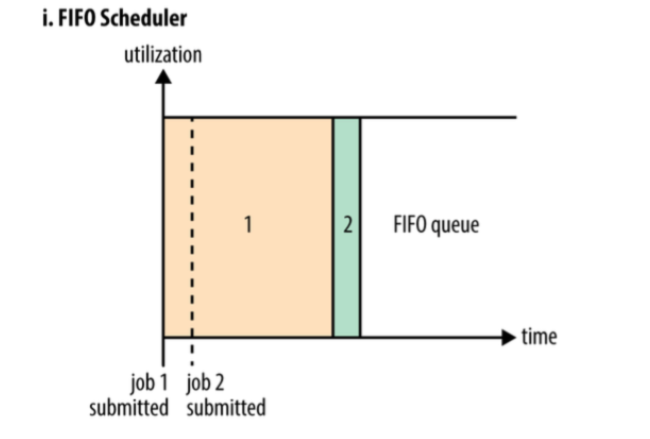 i. FIFO Scheduler
utilization
1
2
FIFO queue
time
job 1 job 2
submitted submitted